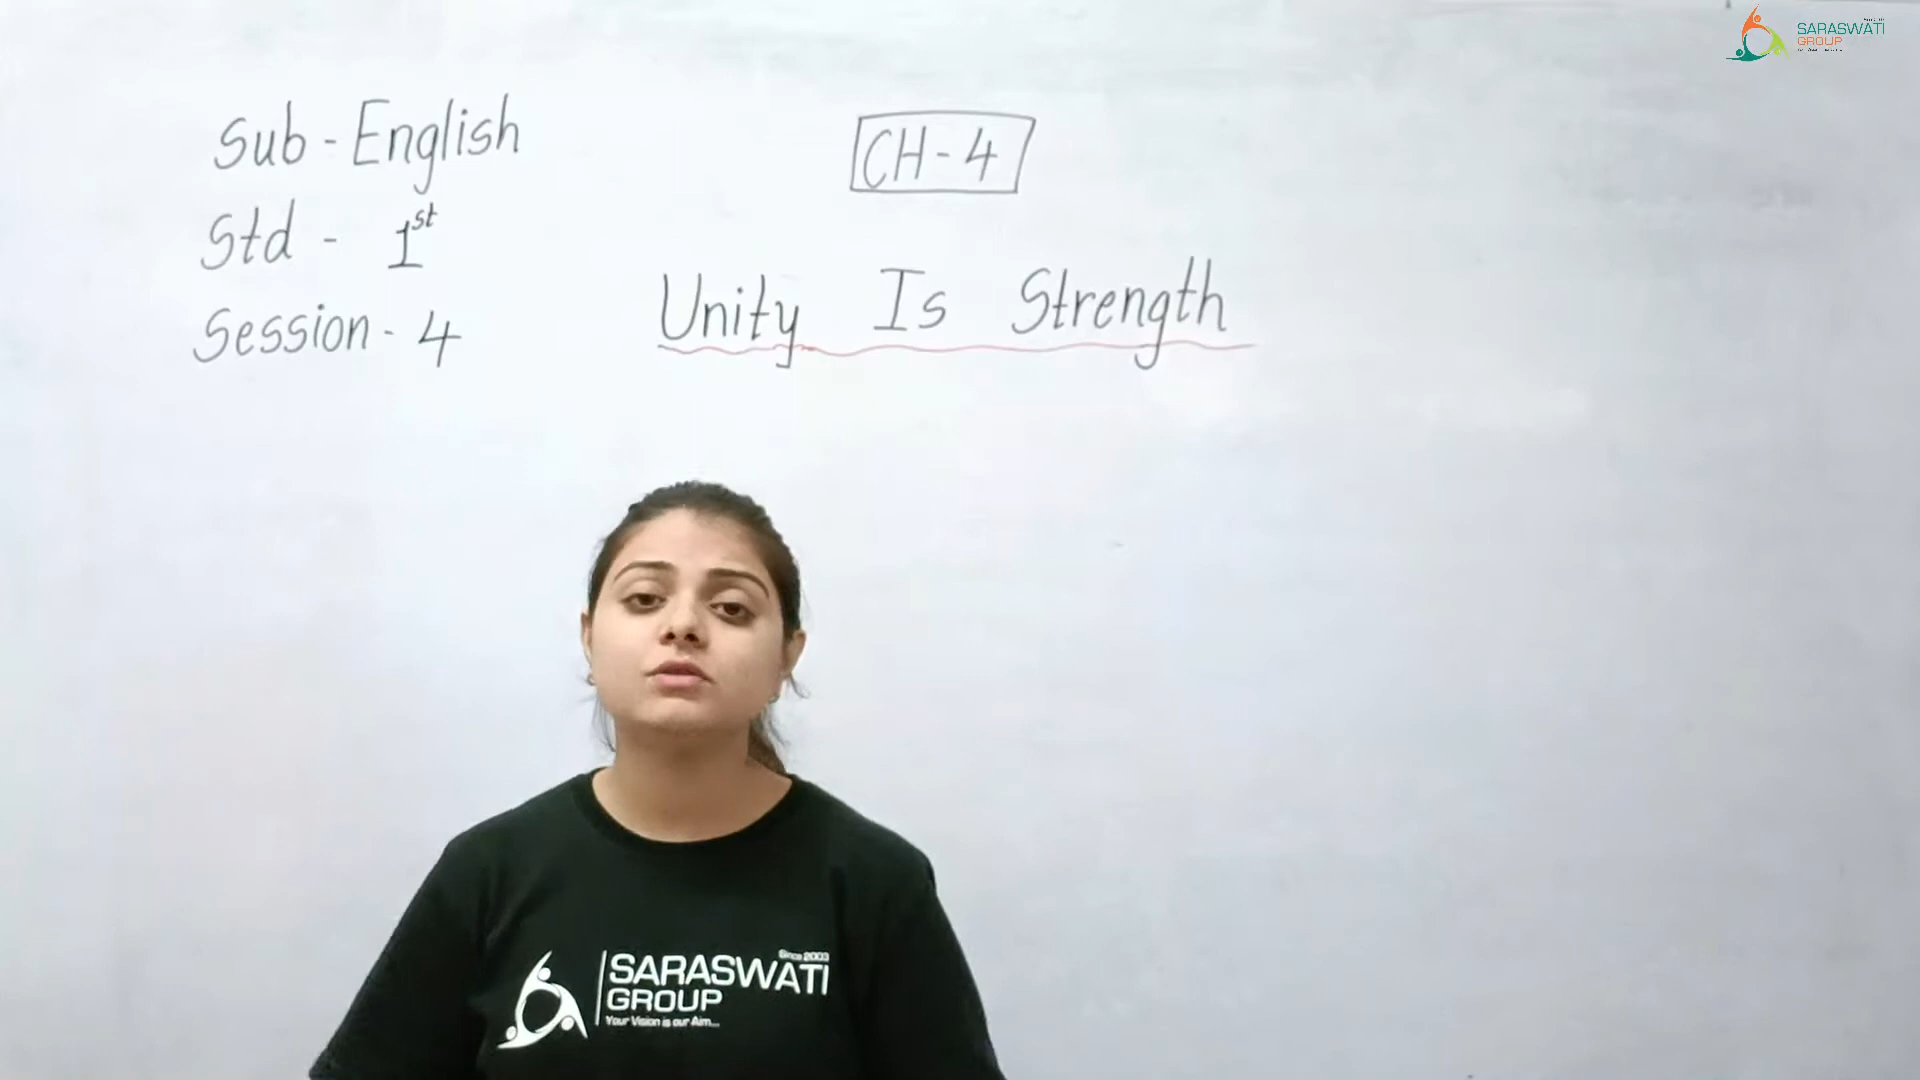 SARASWATI
GROUP
Sub - English
CH - 4
Std - 1st
Unity Is Strength
Session - 4
Since 2003
SARASWATI
GROUP
Your Vision is our Aim...